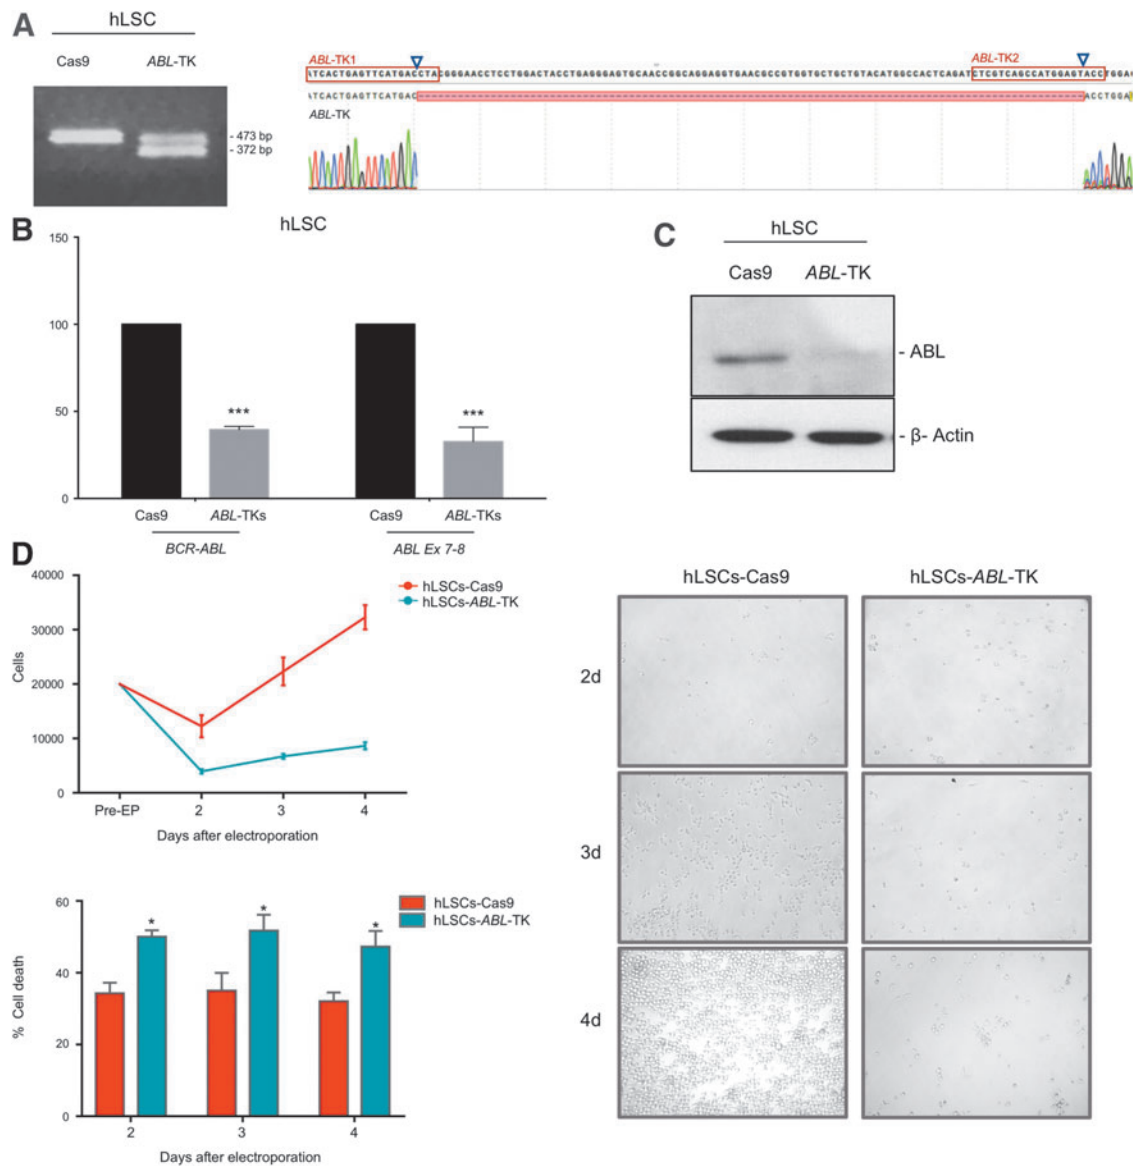 A
hLSC
Cas9 ABL-TK
- 473 bp
- 372 bp
ABL-TK1 ABL-TK2
ATCACTGAGTTCATGACCTACGGGAACCTCCTGGACTACCTGAGGGAGTGCAACCGGCAGGAGGTGAACGCCGTGGTGCTGCTGTACATGGCCACTCAGATCTCGTCAGCCATGGAGTACCTGGA
ATCACTGAGTTCATGAC ACCTGGA
ABL-TK
B
hLSC
150
100
50
0
*** ***
Cas9 ABL-TKs Cas9 ABL-TKs
BCR-ABL ABL Ex 7-8
C
hLSC
Cas9 ABL-TK
- ABL
- β- Actin
D
40000
30000
20000
10000
0
Cells
hLSCs-Cas9
hLSCs-ABL-TK
Pre-EP 2 3 4
Days after electroporation
60
40
20
0
% Cell death
* * *
hLSCs-Cas9
hLSCs-ABL-TK
2 3 4
Days after electroporation
hLSCs-Cas9 hLSCs-ABL-TK
2d
3d
4d